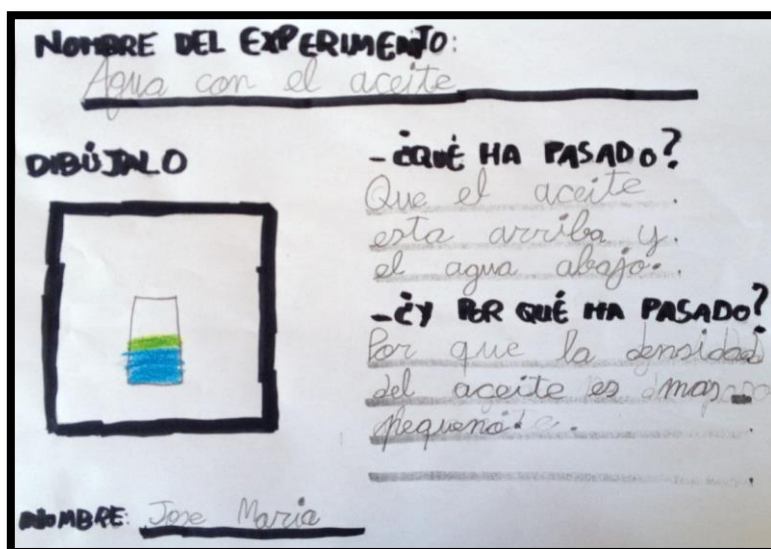 NOMBRE DEL EXPERIMENTO:
Agua con el aceite
DIBÚJALO
-¿QUÉ HA PASADO?
Que el aceite.
esta arriba y.
el agua abajo..
-¿Y POR QUÉ HA PASADO?
Por que la densidad
del aceite es mas
pequeña.
NOMBRE: Jose Maria